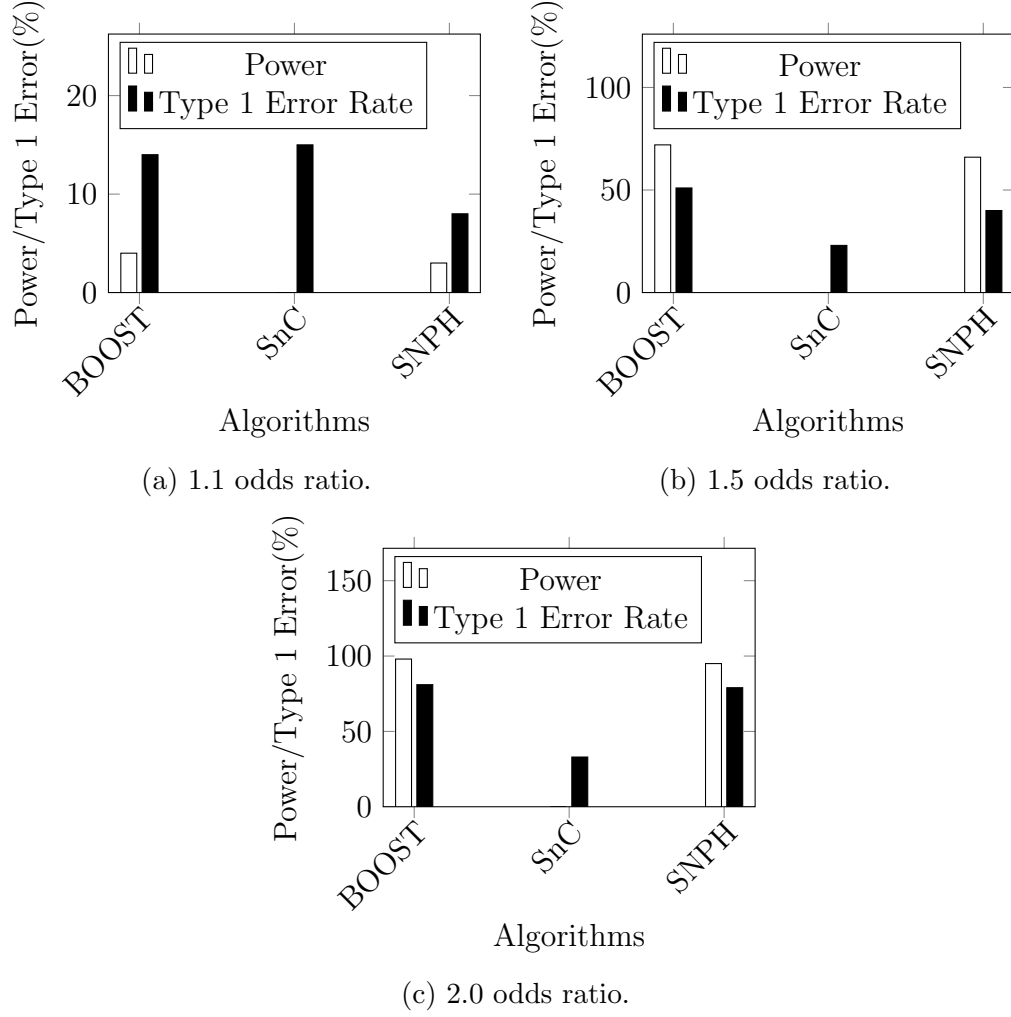 Power/Type 1 Error(%)
20
10
0
Power
Type 1 Error Rate
BOOST
SnC
SNPH
Algorithms
(a) 1.1 odds ratio.
Power/Type 1 Error(%)
100
50
0
Power
Type 1 Error Rate
BOOST
SnC
SNPH
Algorithms
(b) 1.5 odds ratio.
Power/Type 1 Error(%)
150
100
50
0
Power
Type 1 Error Rate
BOOST
SnC
SNPH
Algorithms
(c) 2.0 odds ratio.